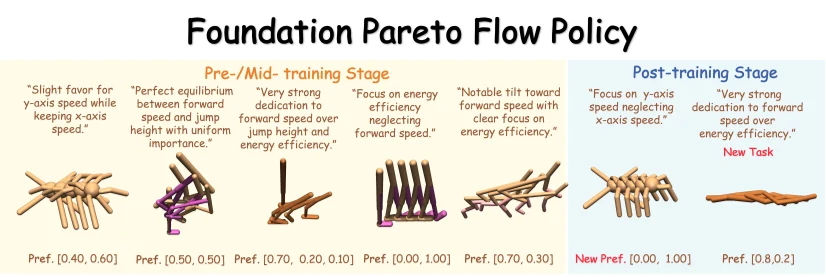 Foundation Pareto Flow Policy
Pre-/Mid- training Stage
"Slight favor for
y-axis speed while
keeping x-axis
speed."
"Perfect equilibrium
between forward
speed and jump
height with uniform
importance."
"Very strong
dedication to
forward speed over
jump height and
energy efficiency."
"Focus on energy
efficiency
neglecting
forward speed."
"Notable tilt toward
forward speed with
clear focus on
energy efficiency."
Pref. [0.40, 0.60]
Pref. [0.50, 0.50]
Pref. [0.70, 0.20, 0.10]
Pref. [0.00, 1.00]
Pref. [0.70, 0.30]
Post-training Stage
"Focus on y-axis
speed neglecting
x-axis speed."
"Very strong
dedication to forward
speed over
energy efficiency."
New Task
New Pref. [0.00, 1.00]
Pref. [0.8,0.2]